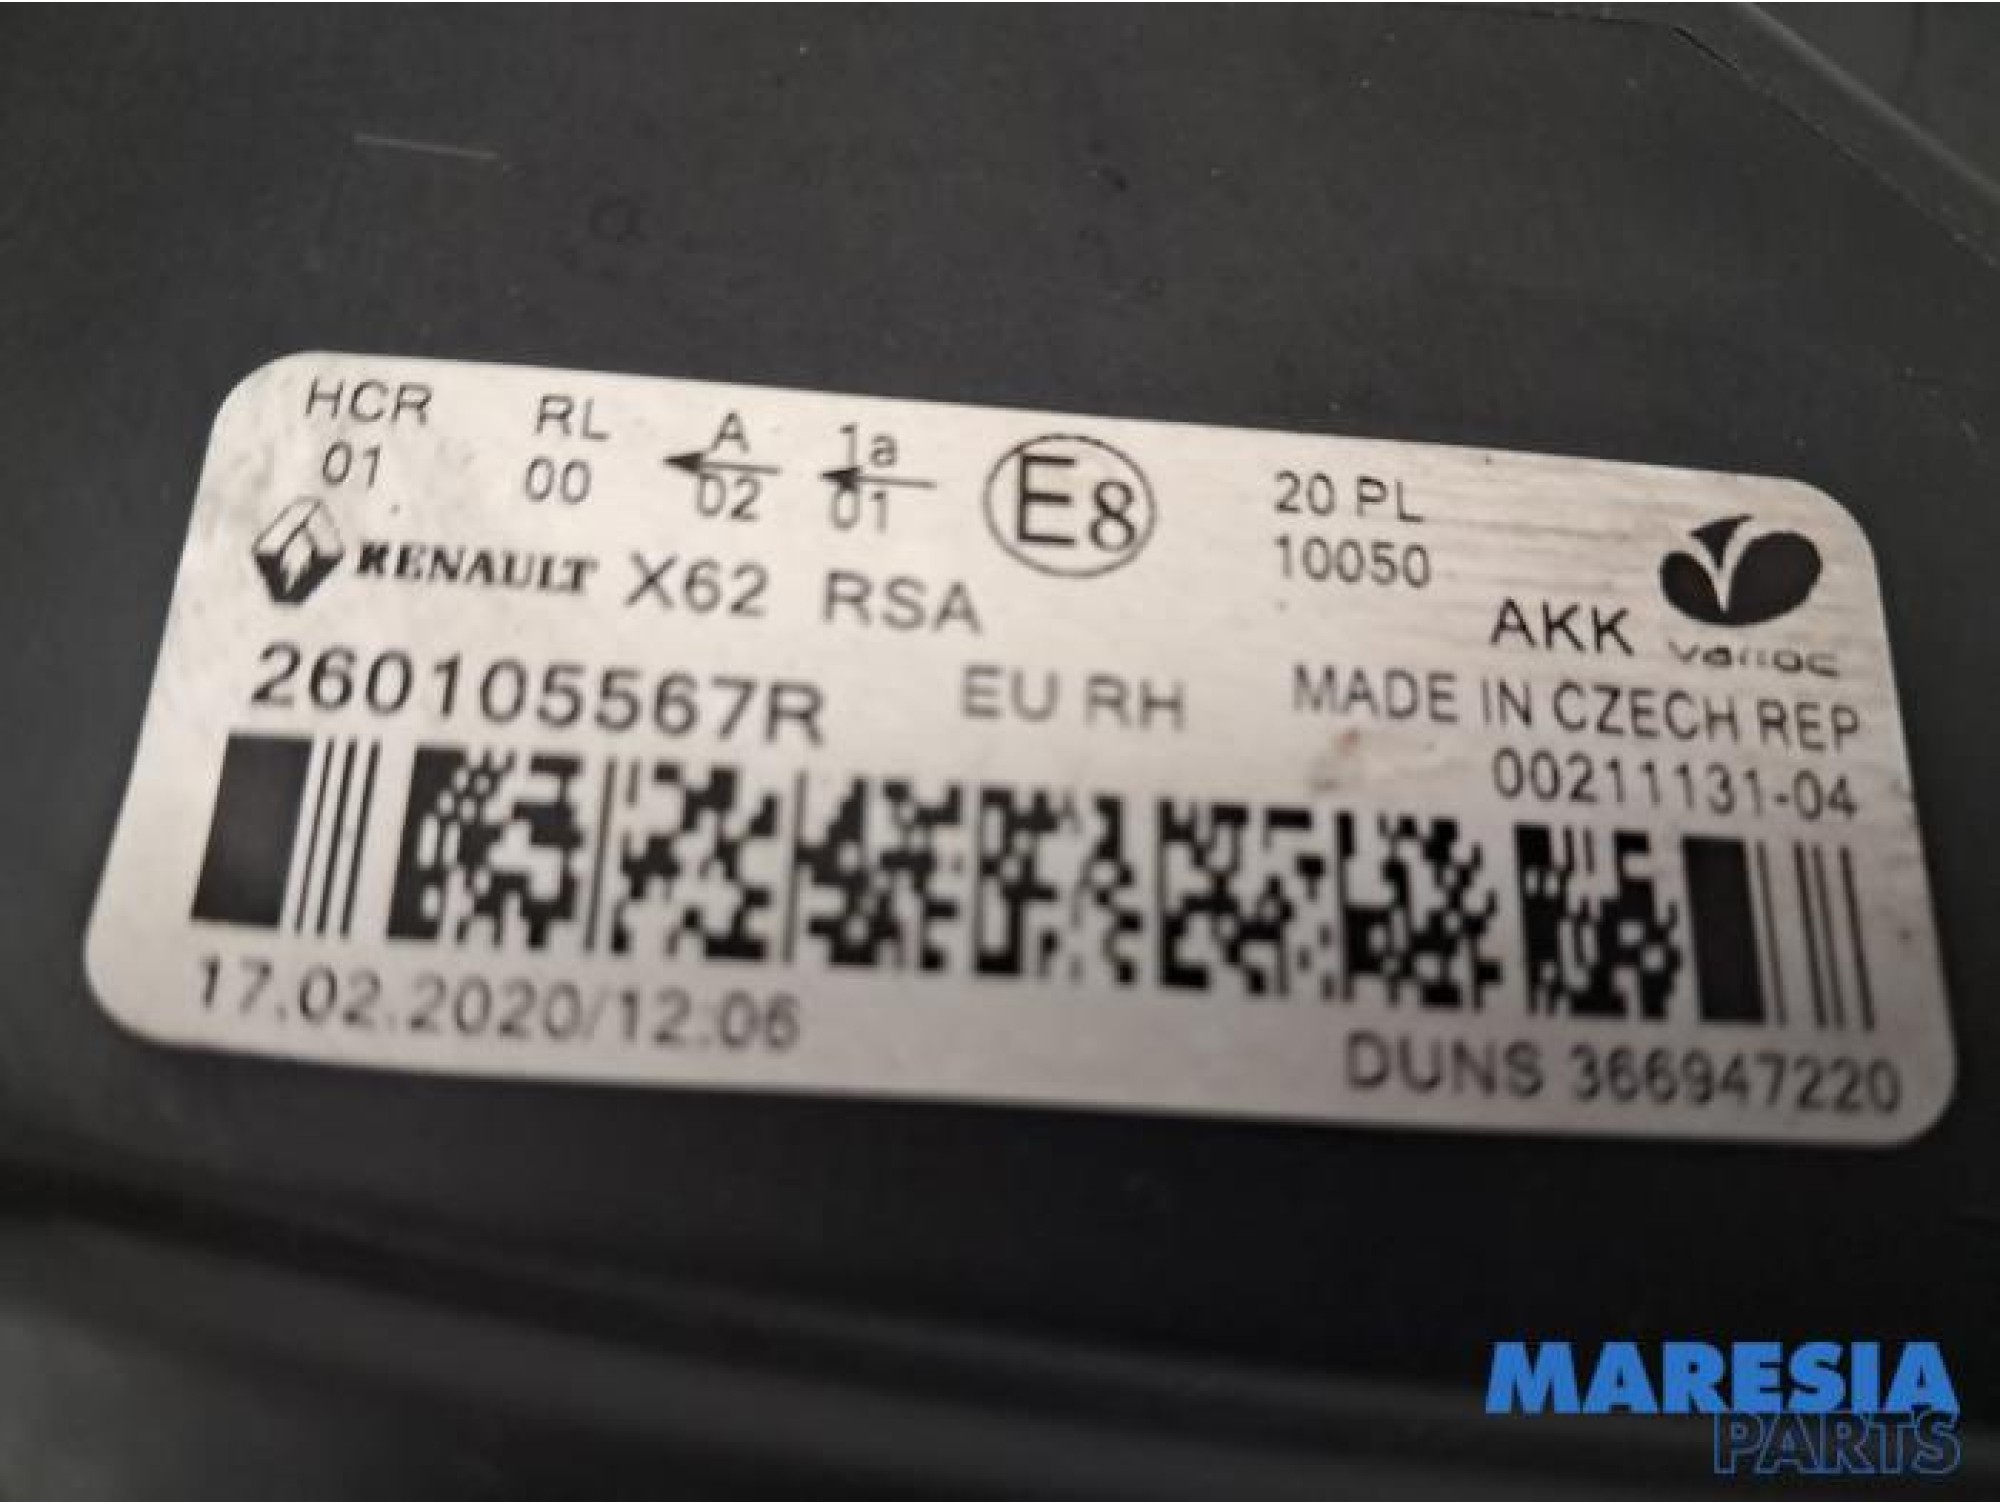 HCR RL A 1a E8 20 PL
01 00 02 01 10050
RENAULT X62 RSA AKK varroc
260105567R EU RH MADE IN CZECH REP
00211131-04
17.02.2020/12:06
DUNS 366947220
MARESIA
PARTS